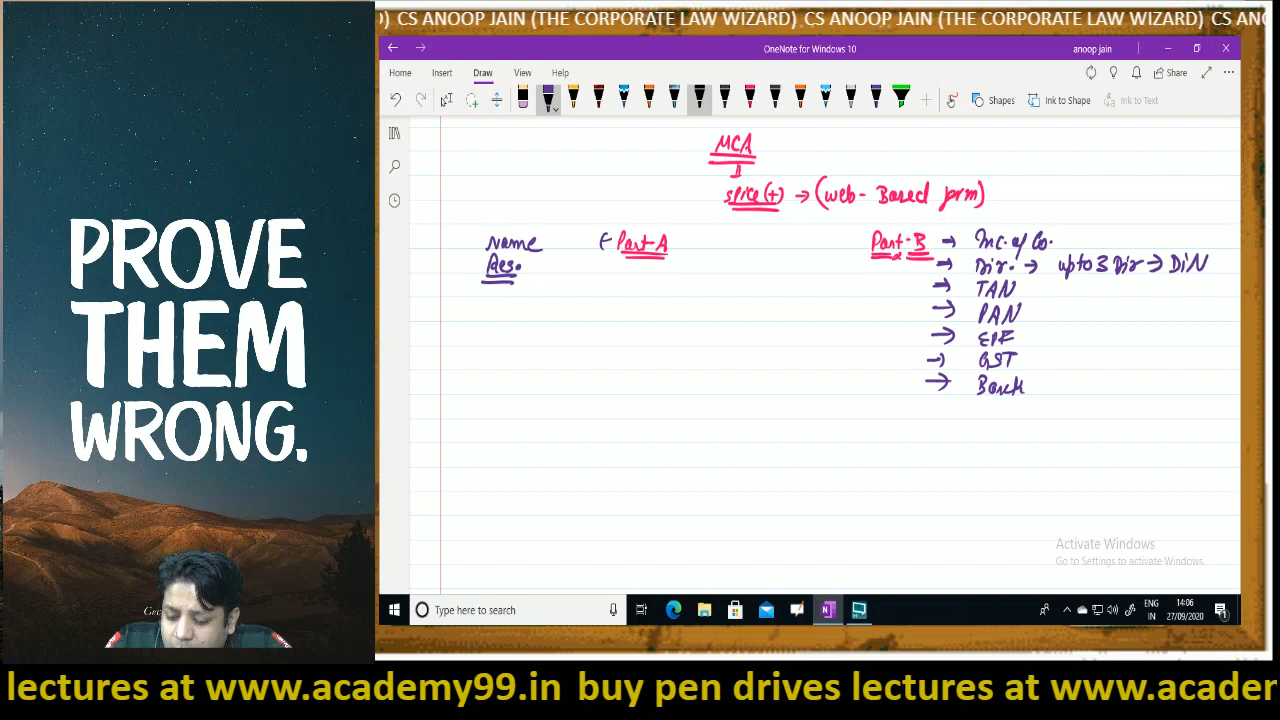 ) CS ANOOP JAIN (THE CORPORATE LAW WIZARD) CS ANOOP JAIN (THE CORPORATE LAW WIZARD) CS ANO
OneNote for Windows 10
anoop jain
Home Insert Draw View Help
Share
Shapes Ink to Shape Ink to Text
PROVE
THEM
WRONG.
MCA
Spice (+) → (Web-Based form)
Name ← Part-A
Res.
Part-B → Inc. of Co.
→ Dir. → upto 3 Dir → DIN
→ TAN
→ PAN
→ EPF
→ GST
→ Bank
Activate Windows
Go to Settings to activate Windows.
Type here to search
ENG
IN
14:06
27/09/2020
lectures at www.academy99.in buy pen drives lectures at www.acader